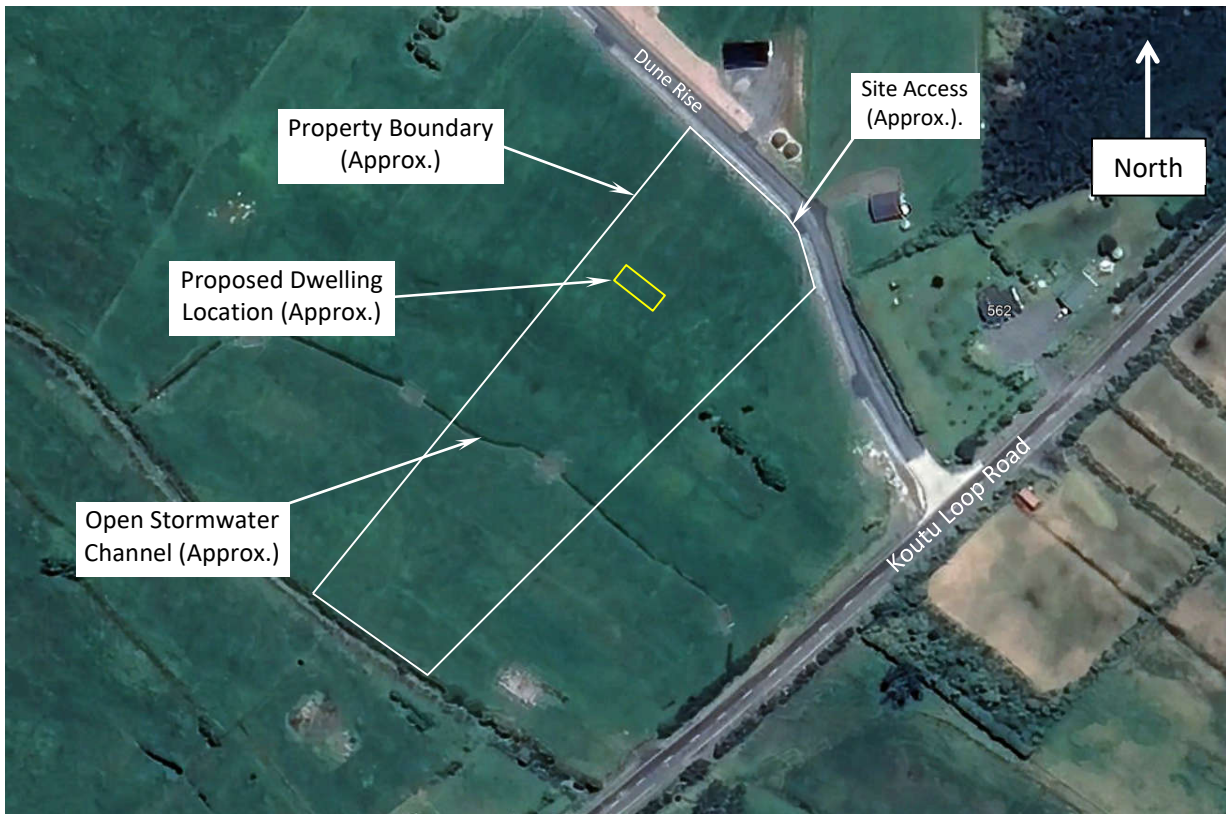 Dune Rise
Site Access
(Approx.).
Property Boundary
(Approx.)
North
Proposed Dwelling
Location (Approx.)
562
Open Stormwater
Channel (Approx.)
Koutu Loop Road